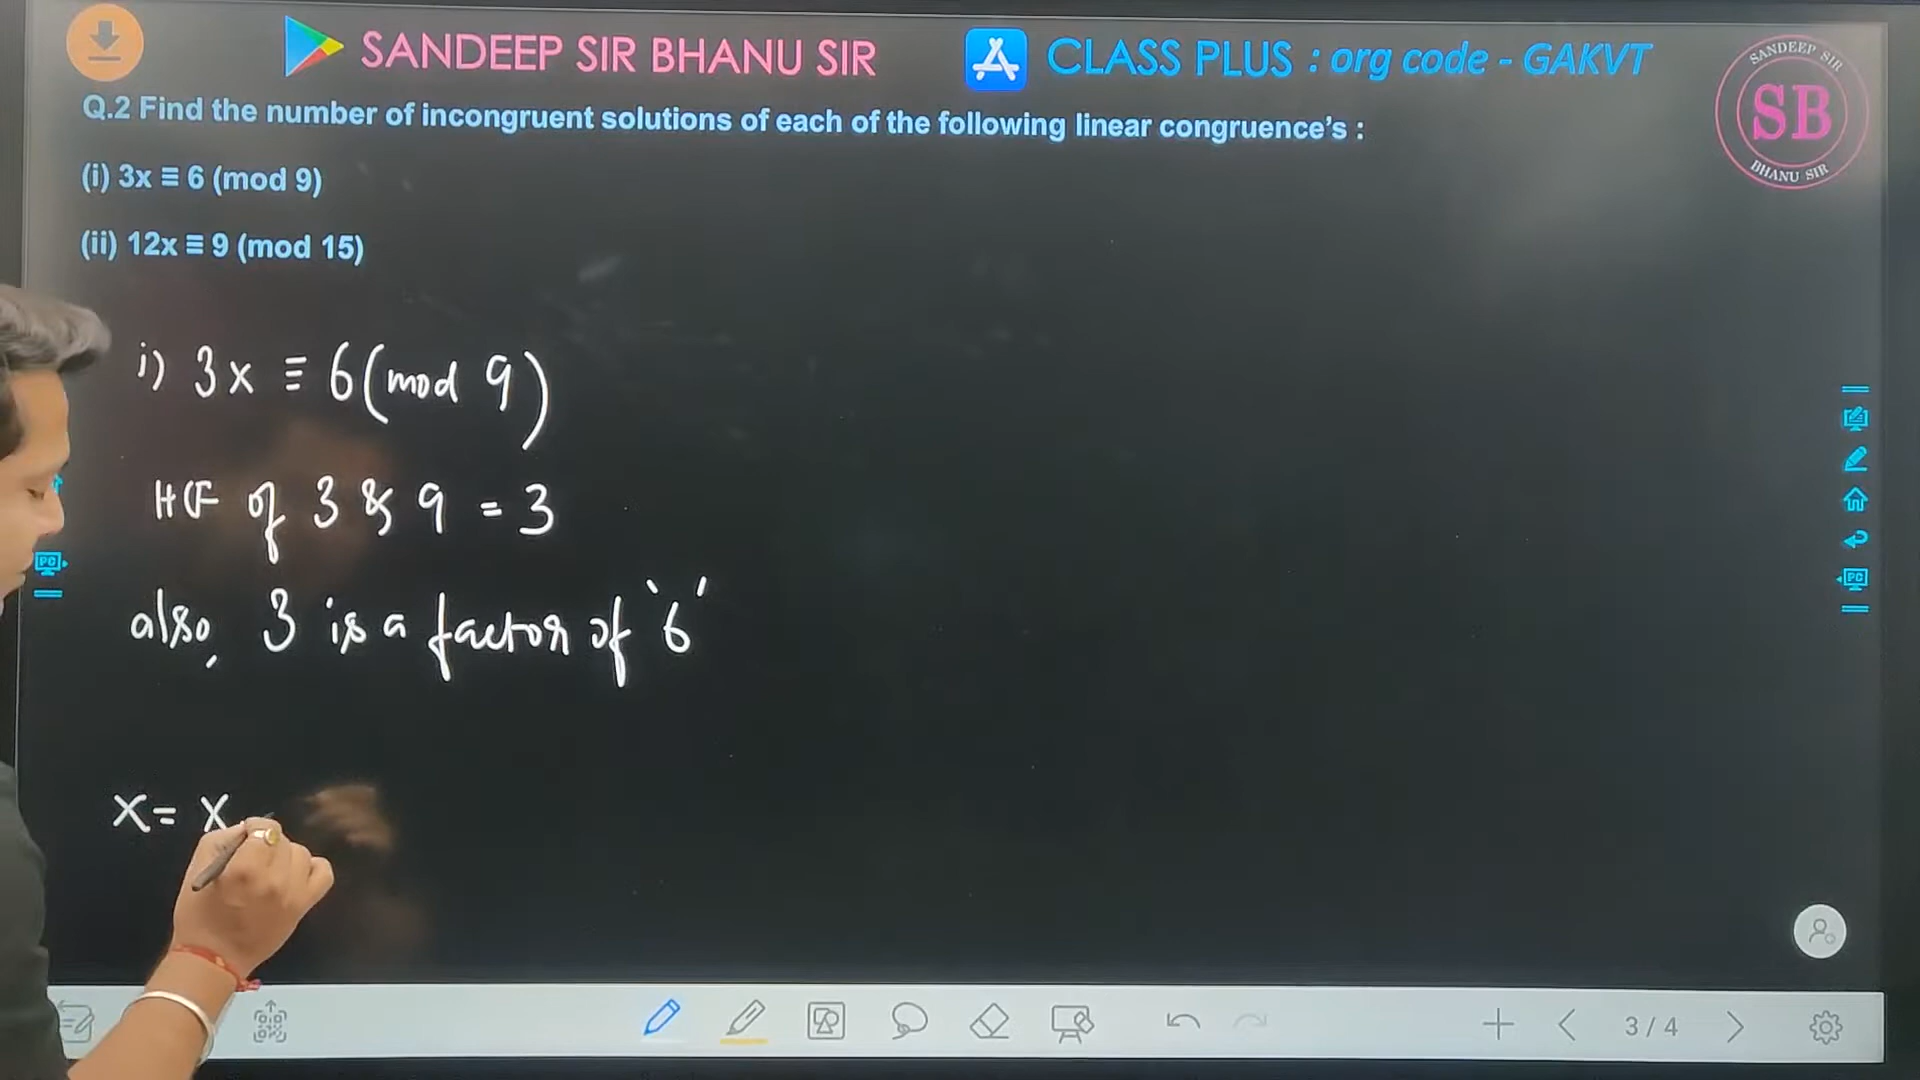 SANDEEP SIR BHANU SIR
CLASS PLUS : org code - GAKVT
SANDEEP SIR
SB
BHANU SIR
Q.2 Find the number of incongruent solutions of each of the following linear congruence's :
(i) 3x ≡ 6 (mod 9)
(ii) 12x ≡ 9 (mod 15)
i) 3x ≡ 6 (mod 9)
HCF of 3 & 9 = 3
also, 3 is a factor of '6'
x = x
PC
PC
3 / 4